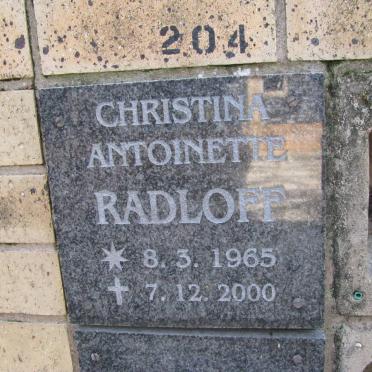 204
CHRISTINA
ANTOINETTE
RADLOFF
* 8. 3. 1965
✝ 7. 12. 2000